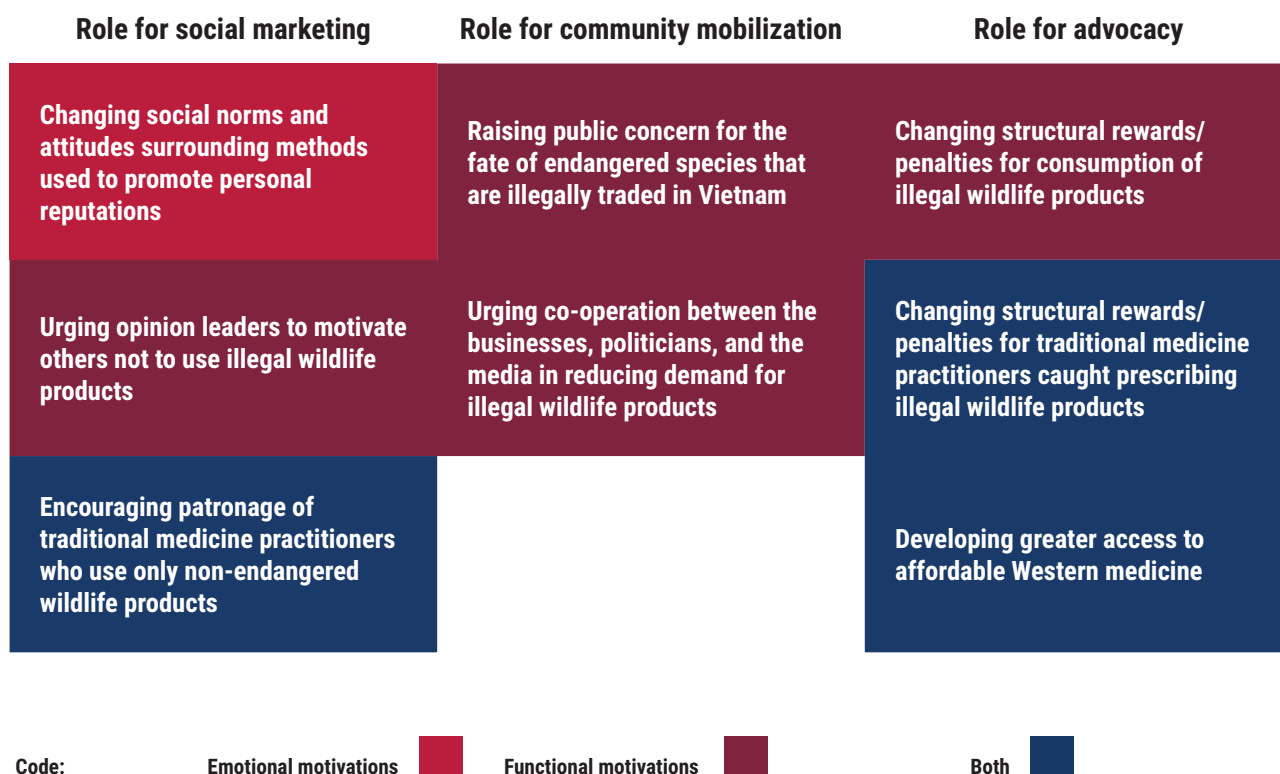 Role for social marketing
Role for community mobilization
Role for advocacy
Changing social norms and
attitudes surrounding methods
used to promote personal
reputations
Raising public concern for the
fate of endangered species that
are illegally traded in Vietnam
Changing structural rewards/
penalties for consumption of
illegal wildlife products
Urging opinion leaders to motivate
others not to use illegal wildlife
products
Urging co-operation between the
businesses, politicians, and the
media in reducing demand for
illegal wildlife products
Changing structural rewards/
penalties for traditional medicine
practitioners caught prescribing
illegal wildlife products
Encouraging patronage of
traditional medicine practitioners
who use only non-endangered
wildlife products
Developing greater access to
affordable Western medicine
Code:
Emotional motivations
Functional motivations
Both